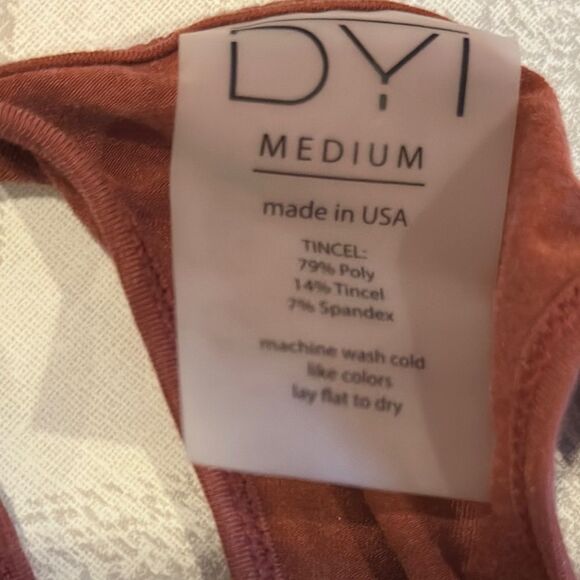 DYI
MEDIUM
made in USA
TINCEL:
79% Poly
14% Tincel
7% Spandex
machine wash cold
like colors
lay flat to dry